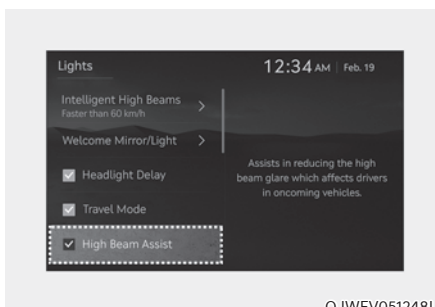 Lights
12:34 AM | Feb. 19
Intelligent High Beams >
Faster than 60 km/h
Welcome Mirror/Light >
Headlight Delay
Travel Mode
High Beam Assist
Assists in reducing the high
beam glare which affects drivers
in oncoming vehicles.